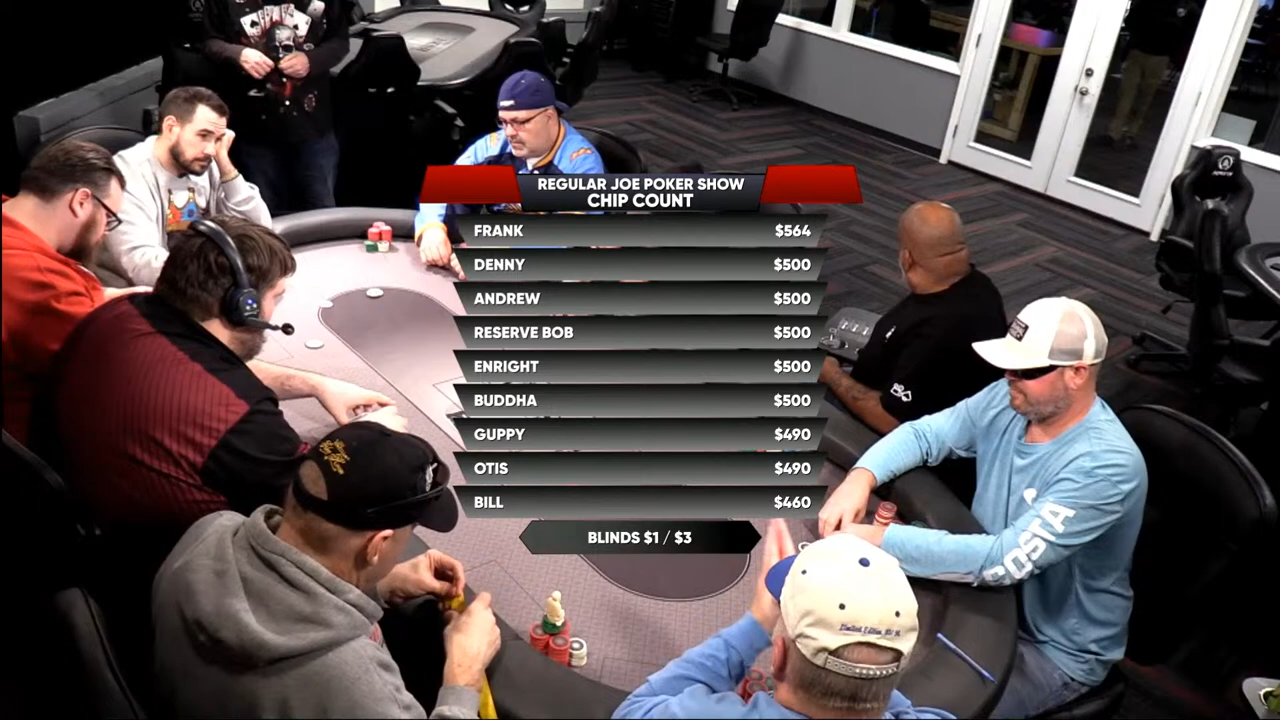 REGULAR JOE POKER SHOW
CHIP COUNT
FRANK $564
DENNY $500
ANDREW $500
RESERVE BOB $500
ENRIGHT $500
BUDDHA $500
GUPPY $490
OTIS $490
BILL $460
BLINDS $1 / $3
COSTA